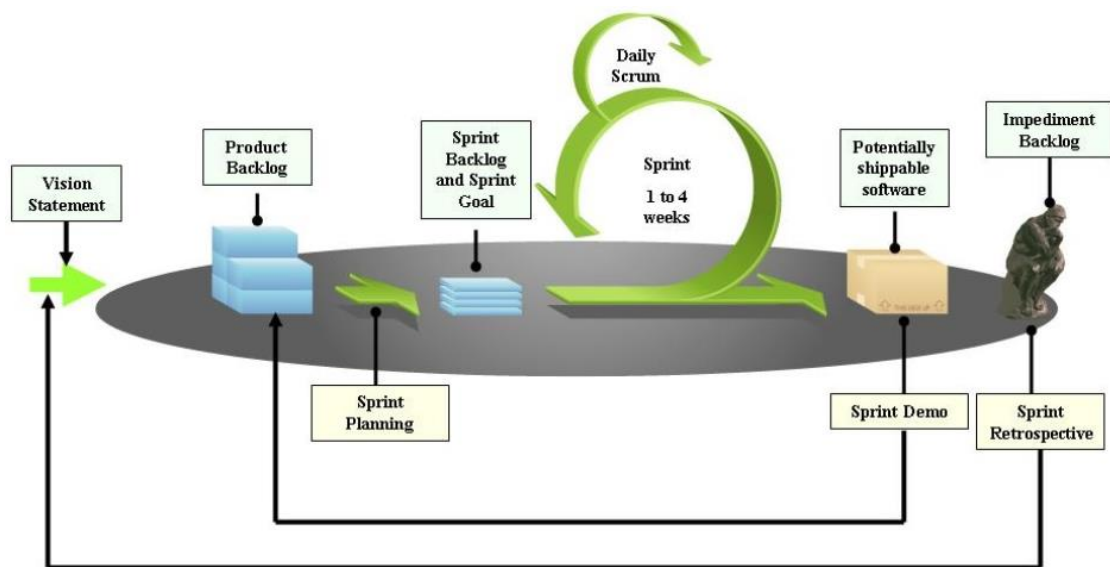 Daily
Scrum
Impediment
Backlog
Product
Backlog
Sprint
Backlog
and Sprint
Goal
Sprint
1 to 4
weeks
Potentially
shippable
software
Vision
Statement
Sprint
Planning
Sprint Demo
Sprint
Retrospective